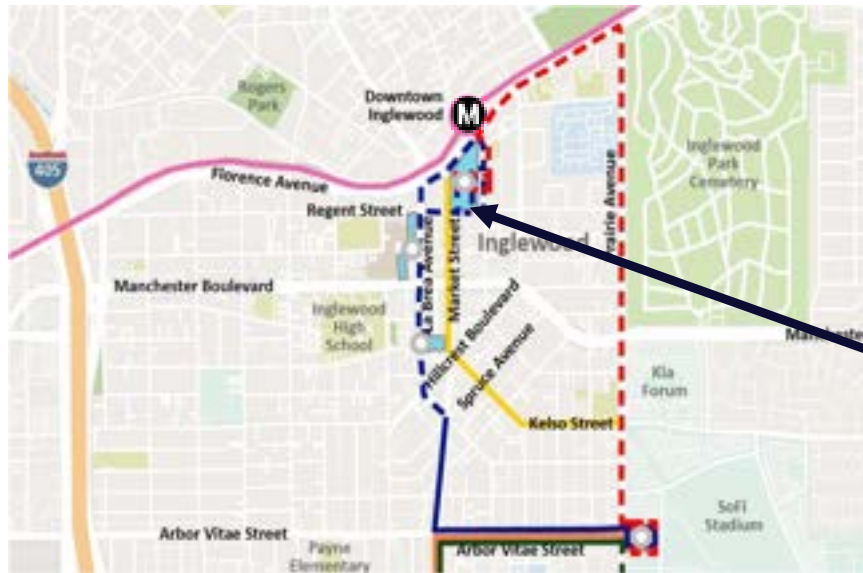 Rogers
Park
Downtown
Inglewood
M
405
Florence Avenue
Regent Street
Inglewood
Park
Cemetery
rairie Avenue
Inglewood
La Brea Avenue
Market Street
Manchester Boulevard
Inglewood
High
School
Hillcrest Boulevard
Spruce Avenue
Manchester
Kia
Forum
Kelso Street
SoFi
Stadium
Arbor Vitae Street
Arbor Vitae Street
Payne
Elementary